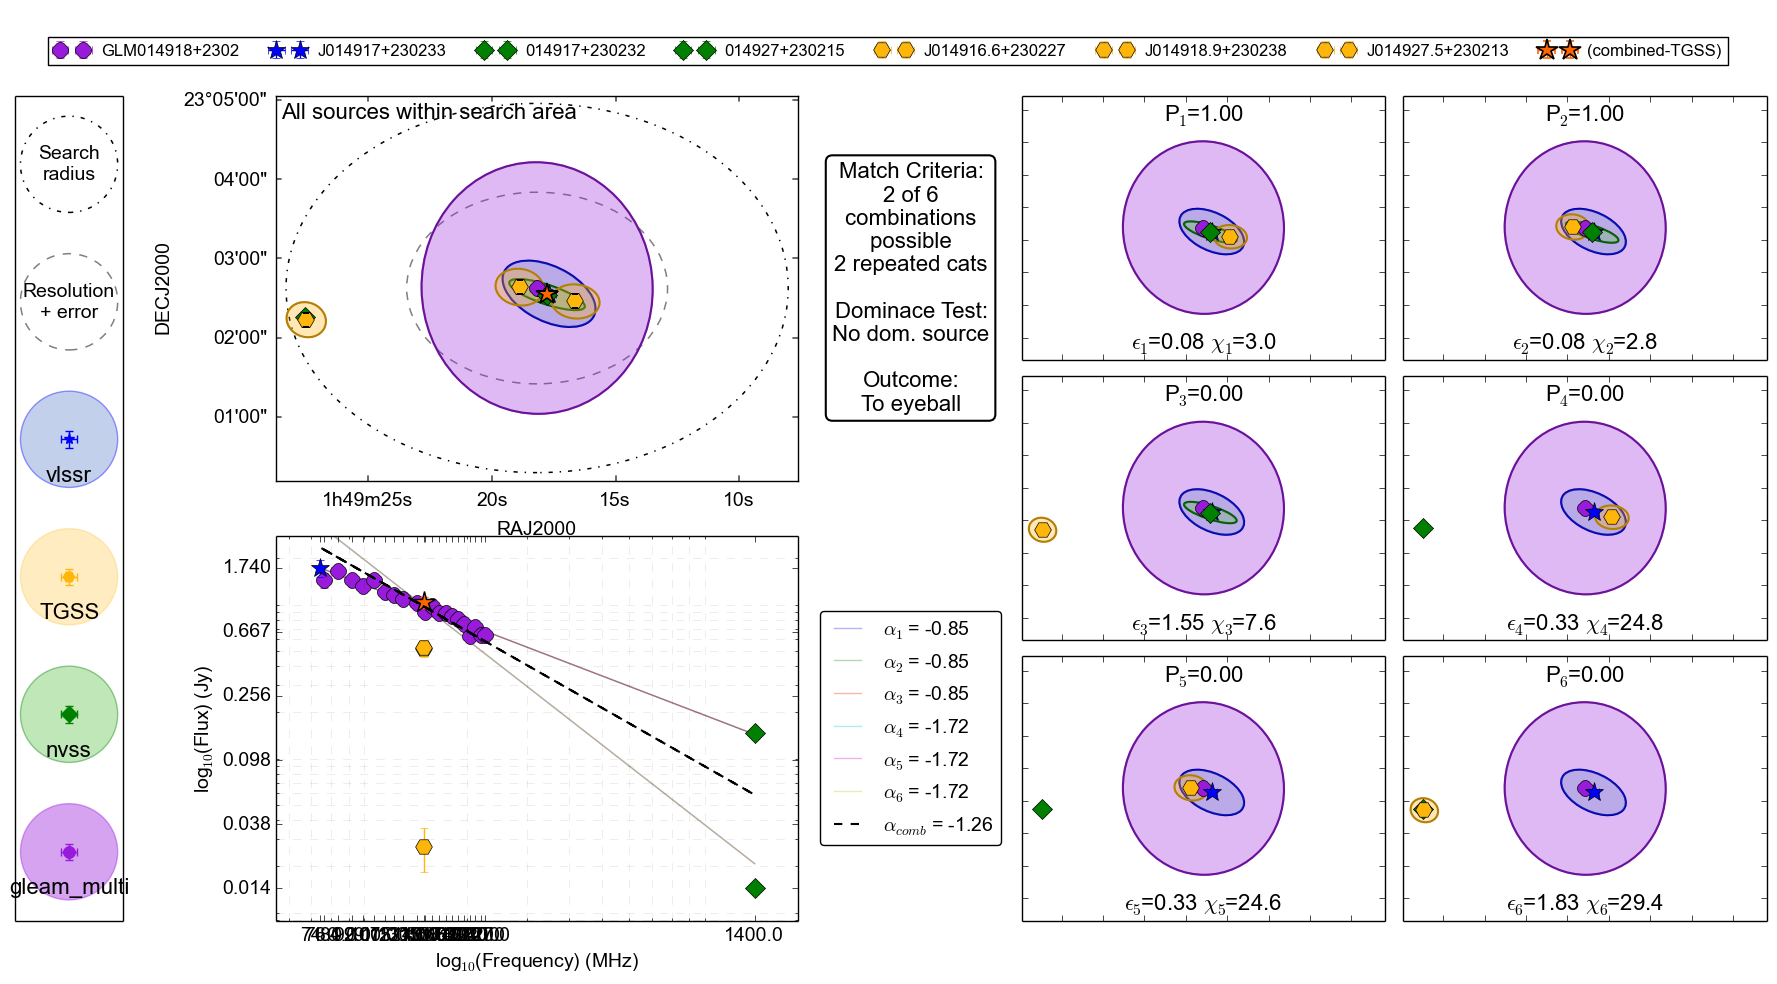 GLM014918+2302 J014917+230233 014917+230232 014927+230215 J014916.6+230227 J014918.9+230238 J014927.5+230213 (combined-TGSS)
Search
radius
Resolution
+ error
vlssr
TGSS
nvss
gleam_multi
All sources within search area
23°05'00"
04'00"
03'00"
02'00"
01'00"
DECJ2000
1h49m25s 20s 15s 10s
RAJ2000
Match Criteria:
2 of 6
combinations
possible
2 repeated cats
Dominace Test:
No dom. source
Outcome:
To eyeball
1.740
0.667
0.256
0.098
0.038
0.014
log₁₀(Flux) (Jy)
1400.0
log₁₀(Frequency) (MHz)
α₁ = -0.85
α₂ = -0.85
α₃ = -0.85
α₄ = -1.72
α₅ = -1.72
α₆ = -1.72
α_comb = -1.26
P₁=1.00
ϵ₁=0.08 χ₁=3.0
P₂=1.00
ϵ₂=0.08 χ₂=2.8
P₃=0.00
ϵ₃=1.55 χ₃=7.6
P₄=0.00
ϵ₄=0.33 χ₄=24.8
P₅=0.00
ϵ₅=0.33 χ₅=24.6
P₆=0.00
ϵ₆=1.83 χ₆=29.4